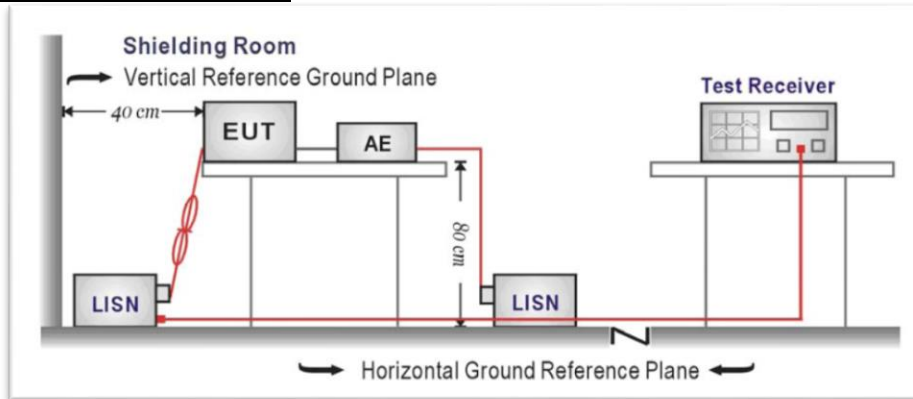 Shielding Room
Vertical Reference Ground Plane
Test Receiver
40 cm
EUT
AE
80 cm
LISN
LISN
Horizontal Ground Reference Plane